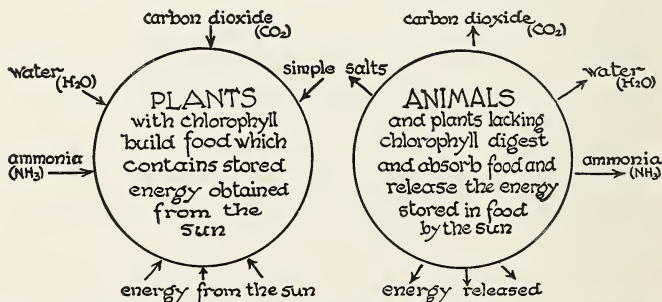 carbon dioxide
(CO₂)
water
(H₂O)
ammonia
(NH₃)
PLANTS
with chlorophyll
build food which
contains stored
energy obtained
from the
sun
energy from the sun
simple salts
carbon dioxide
(CO₂)
water
(H₂O)
ammonia
(NH₃)
ANIMALS
and plants lacking
chlorophyll digest
and absorb food and
release the energy
stored in food
by the sun
energy released